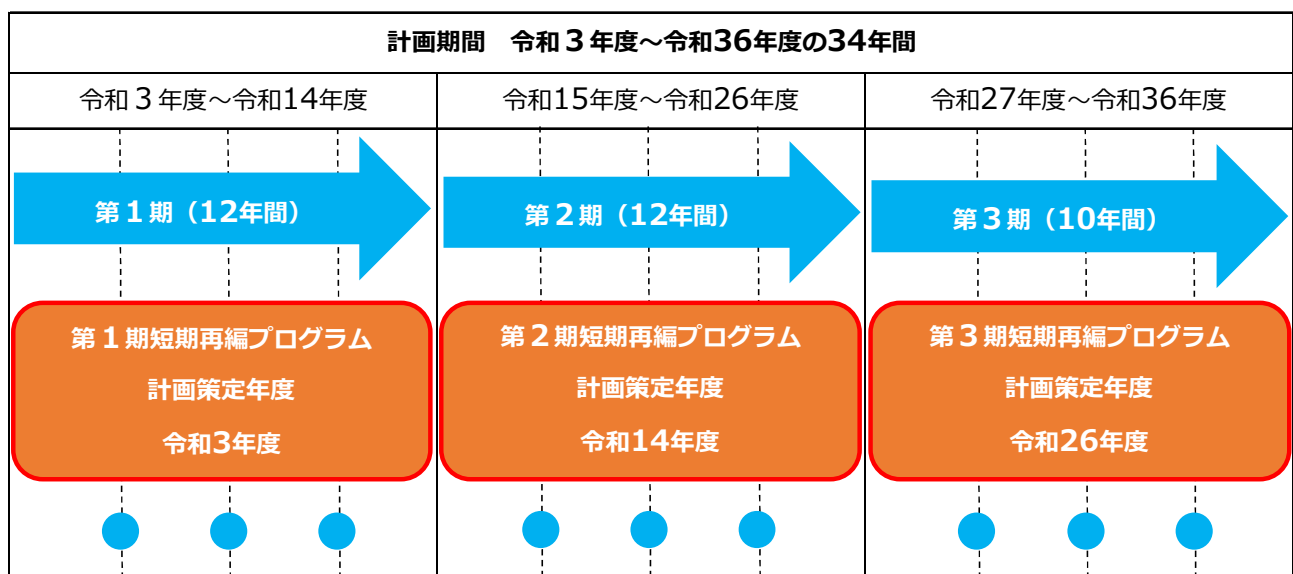 計画期間　令和３年度～令和36年度の34年間
令和３年度～令和14年度
令和15年度～令和26年度
令和27年度～令和36年度
第１期（12年間）
第２期（12年間）
第３期（10年間）
第１期短期再編プログラム
計画策定年度
令和3年度
第２期短期再編プログラム
計画策定年度
令和14年度
第３期短期再編プログラム
計画策定年度
令和26年度